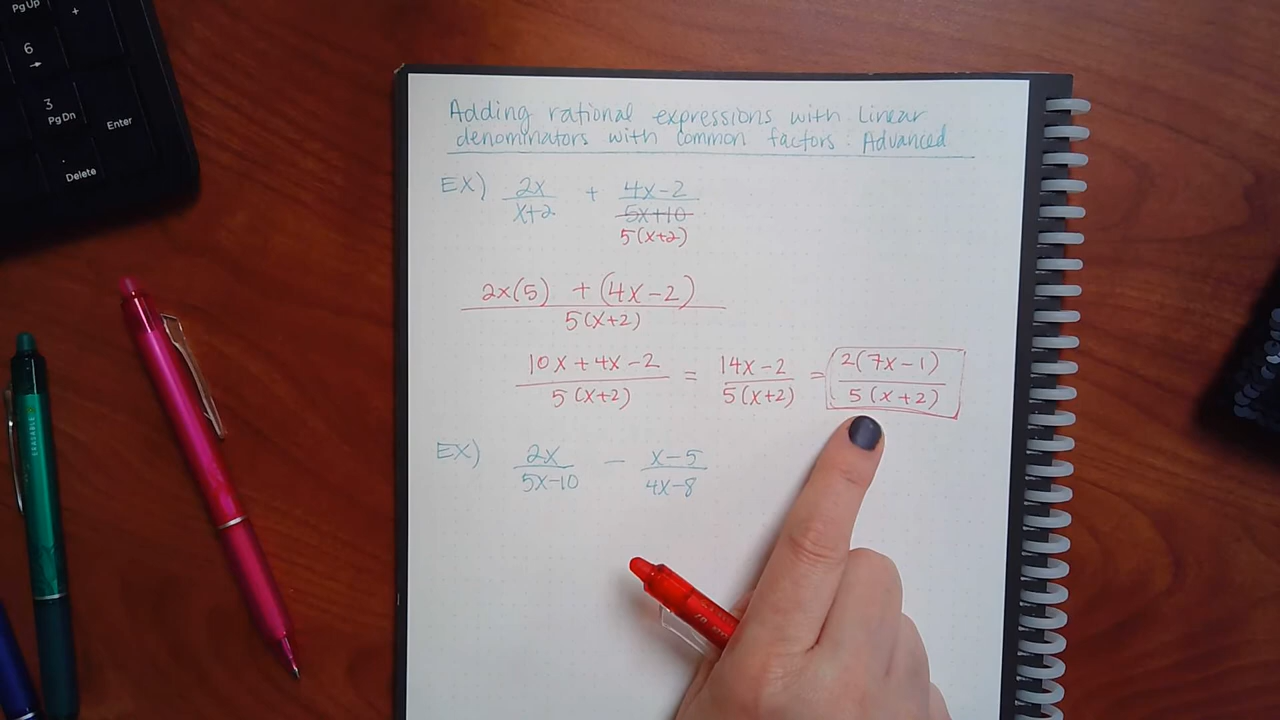 PgUp
+
6
3
PgDn
Enter
.
Delete
ERASABLE
Adding rational expressions with Linear
denominators with common factors: Advanced
EX) 2x/x+2 + 4x-2/5x+10
5(x+2)
2x(5) + (4x-2)
5(x+2)
10x+4x-2/5(x+2) = 14x-2/5(x+2) = 2(7x-1)/5(x+2)
EX) 2x/5x-10 - x-5/4x-8